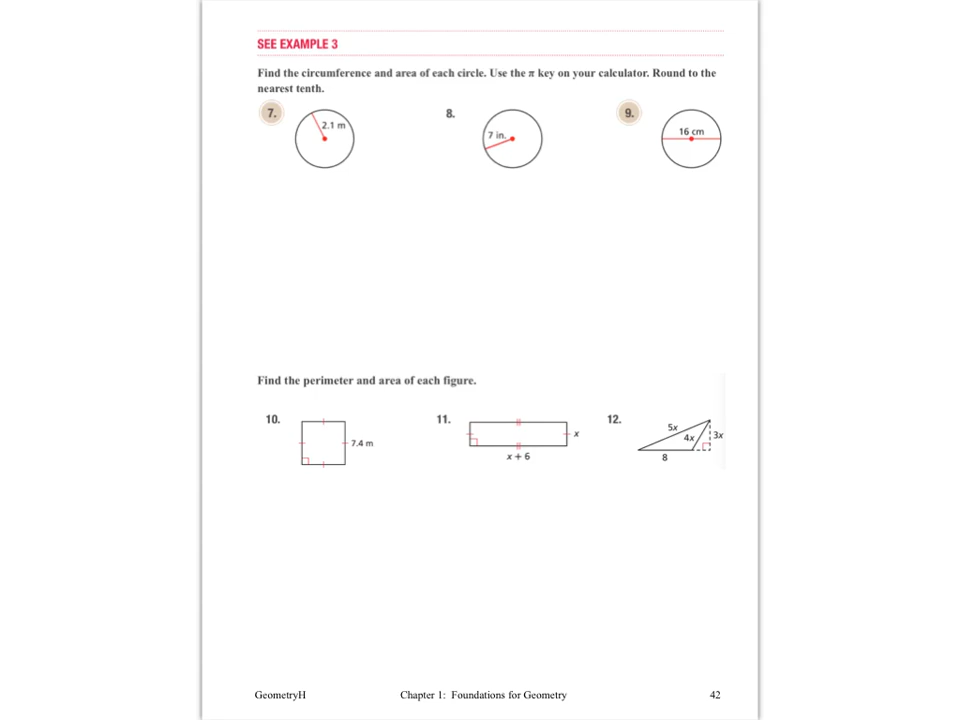 SEE EXAMPLE 3
Find the circumference and area of each circle. Use the π key on your calculator. Round to the
nearest tenth.
7.
2.1 m
8.
7 in.
9.
16 cm
Find the perimeter and area of each figure.
10.
7.4 m
11.
x
x + 6
12.
5x
4x
3x
8
GeometryH Chapter 1: Foundations for Geometry 42